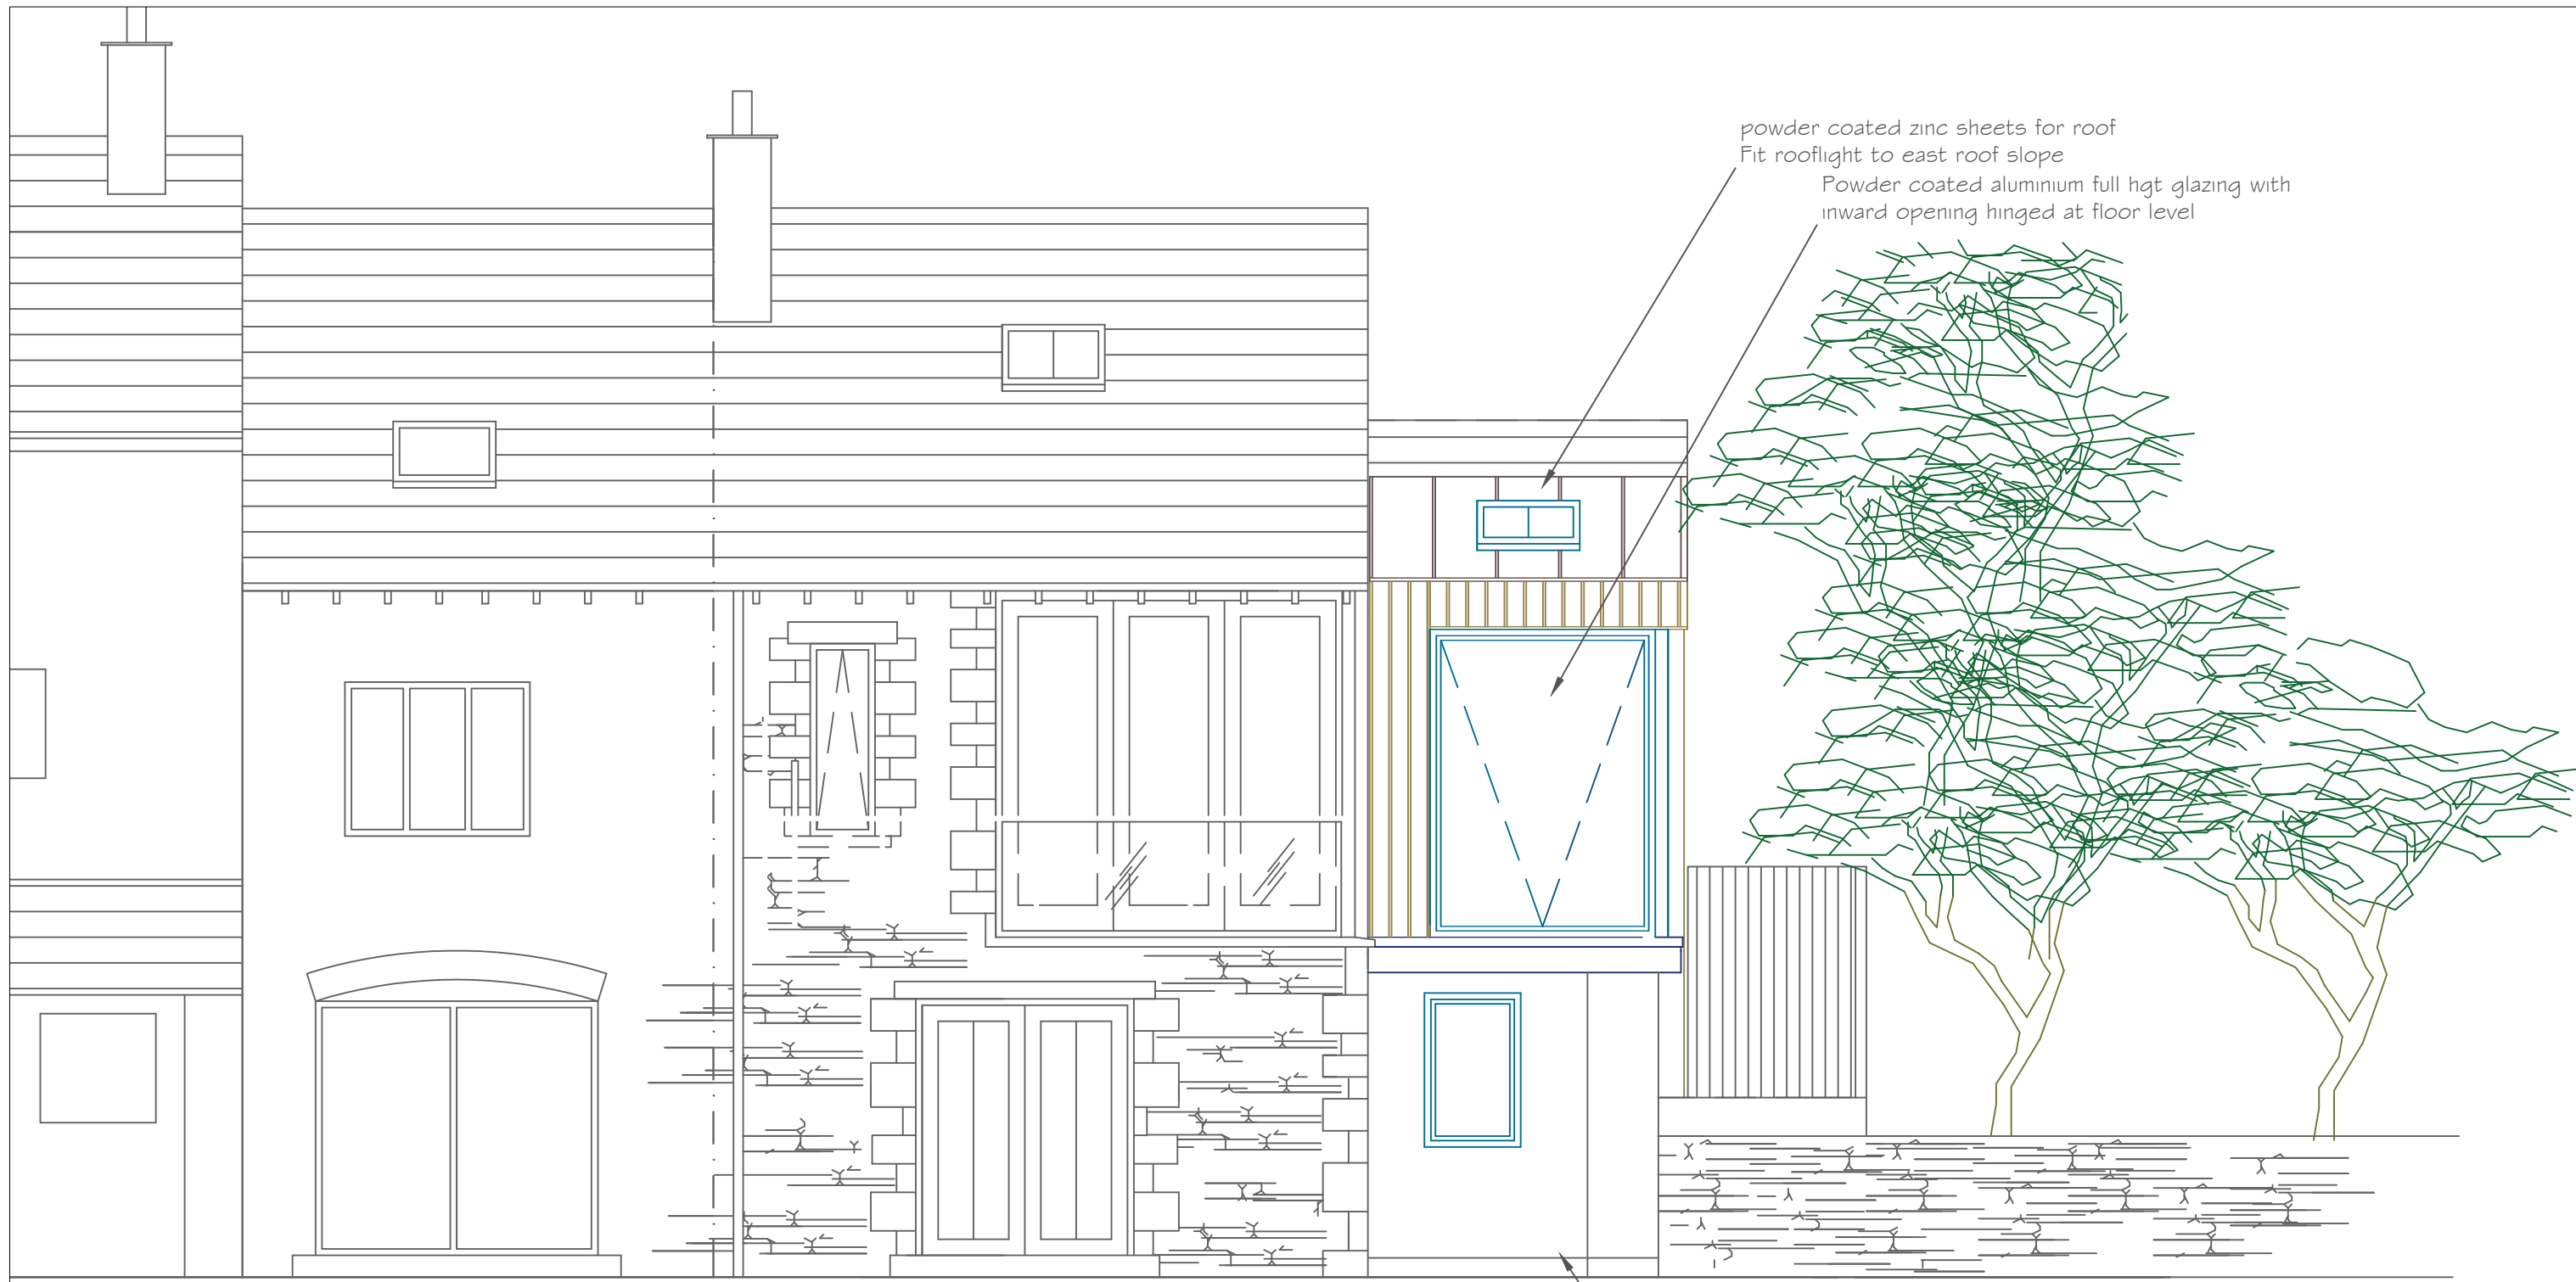 powder coated zinc sheets for roof
Fit rooflight to east roof slope
Powder coated aluminium full hgt glazing with
inward opening hinged at floor level